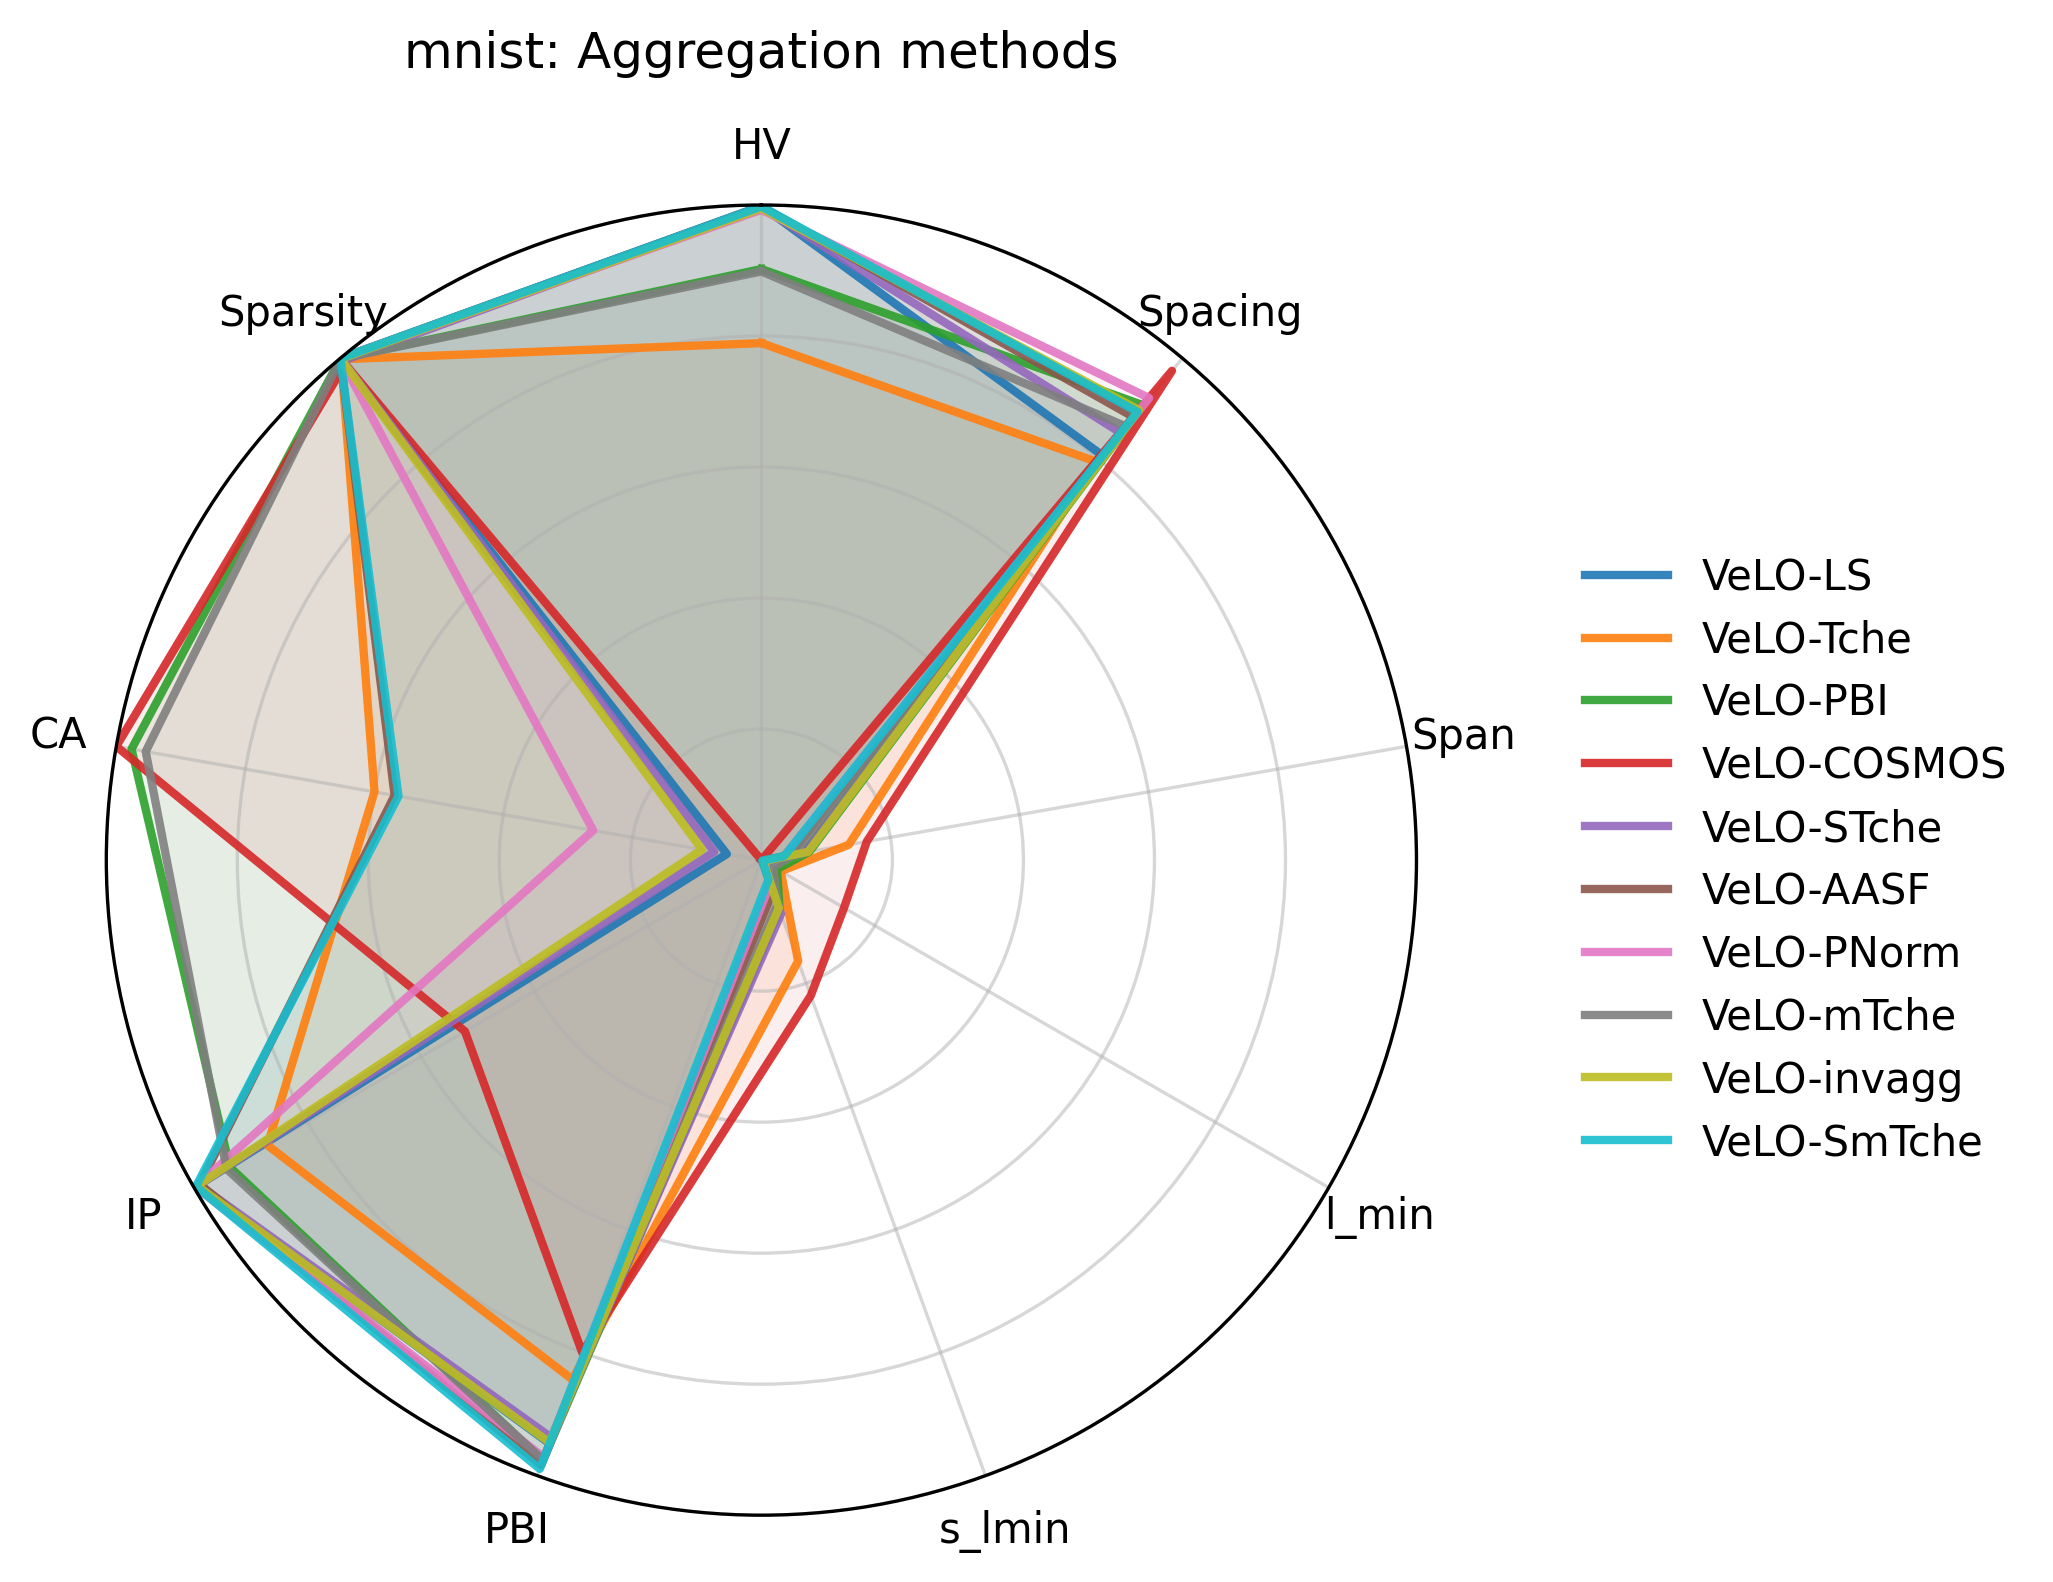 mnist: Aggregation methods
HV
Sparsity
Spacing
CA
Span
IP
l_min
PBI
s_lmin
VeLO-LS
VeLO-Tche
VeLO-PBI
VeLO-COSMOS
VeLO-STche
VeLO-AASF
VeLO-PNorm
VeLO-mTche
VeLO-invagg
VeLO-SmTche